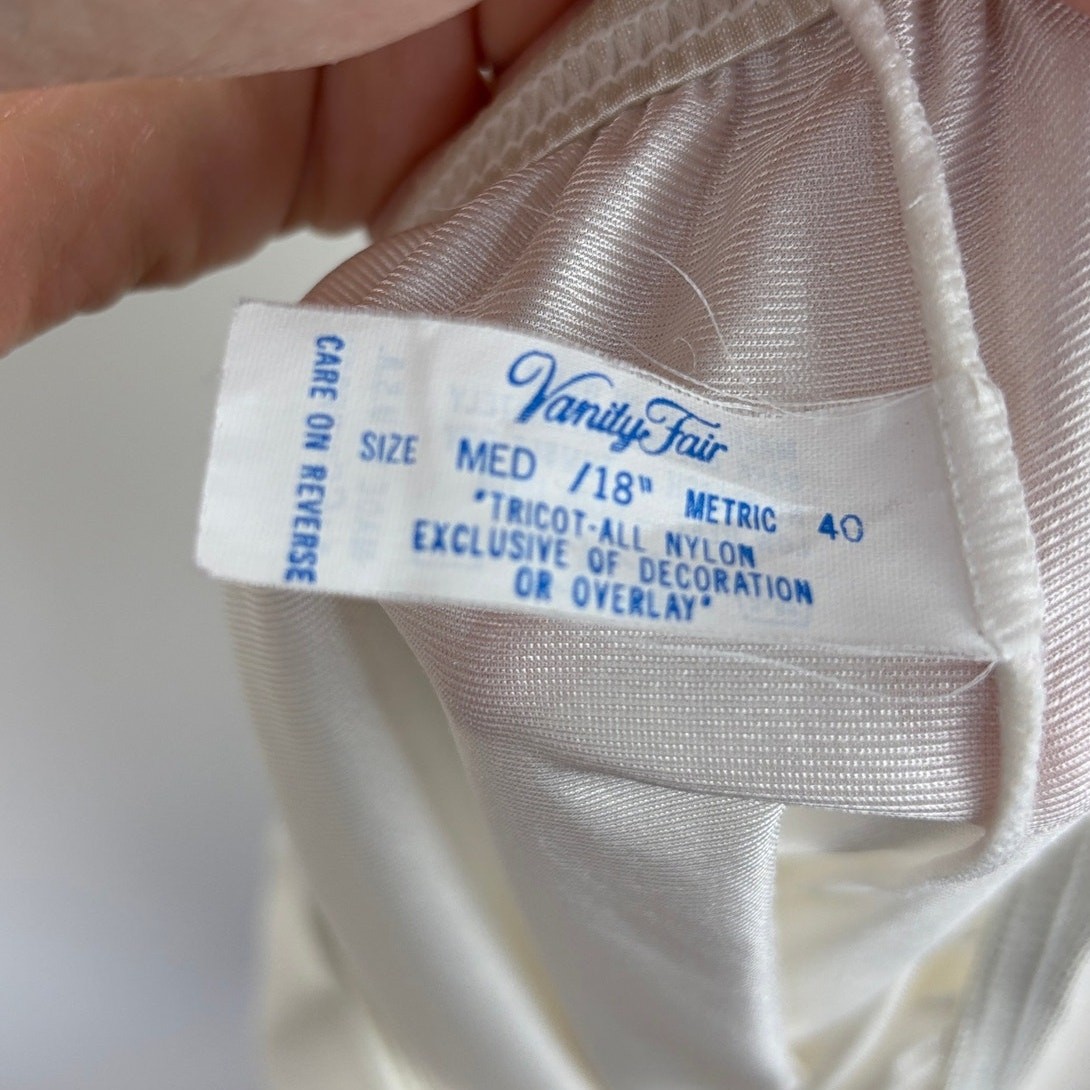 Vanity Fair
SIZE MED /18" METRIC 40
"TRICOT-ALL NYLON
EXCLUSIVE OF DECORATION
OR OVERLAY"
CARE ON REVERSE